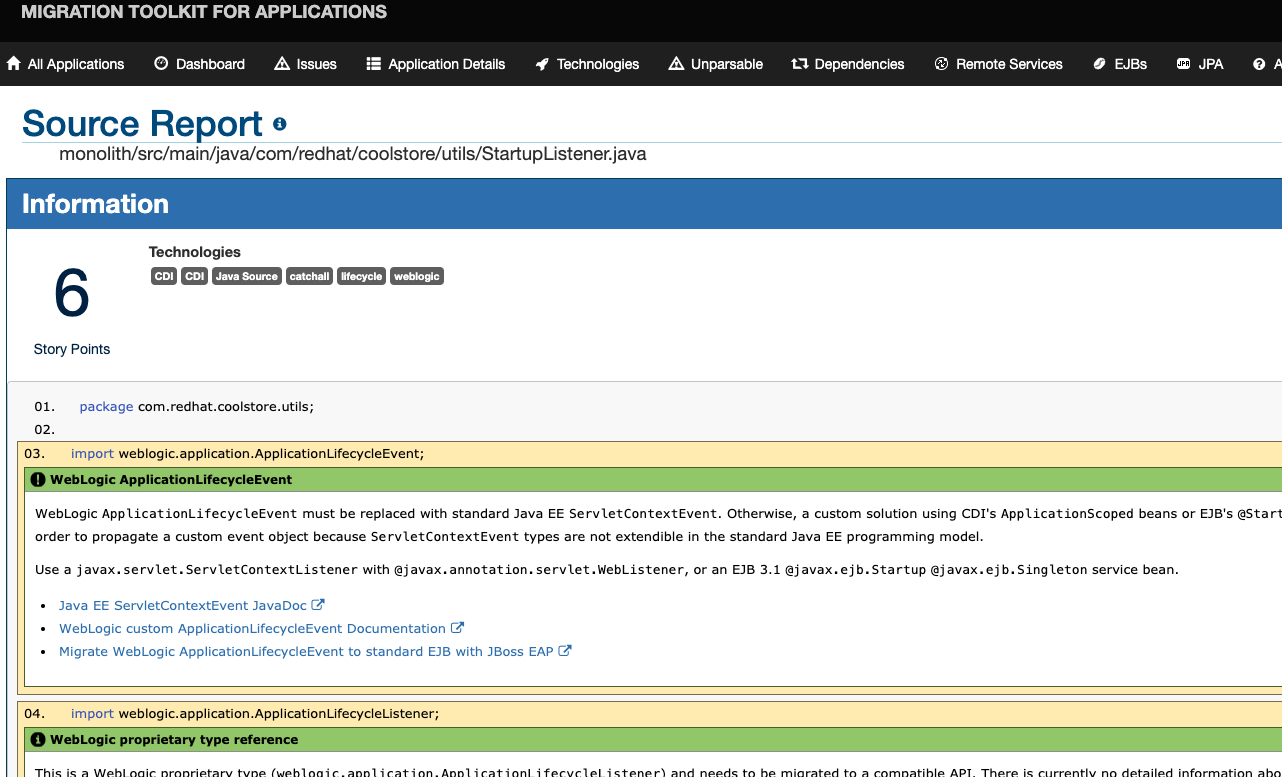 MIGRATION TOOLKIT FOR APPLICATIONS
All Applications Dashboard Issues Application Details Technologies Unparsable Dependencies Remote Services EJBs JPA A
Source Report
monolith/src/main/java/com/redhat/coolstore/utils/StartupListener.java
Information
6
Story Points
Technologies
CDI CDI Java Source catchall lifecycle weblogic
01. package com.redhat.coolstore.utils;
02.
03. import weblogic.application.ApplicationLifecycleEvent;
WebLogic ApplicationLifecycleEvent
WebLogic ApplicationLifecycleEvent must be replaced with standard Java EE ServletContextEvent. Otherwise, a custom solution using CDI's ApplicationScoped beans or EJB's @Start
order to propagate a custom event object because ServletContextEvent types are not extendible in the standard Java EE programming model.
Use a javax.servlet.ServletContextListener with @javax.annotation.servlet.WebListener, or an EJB 3.1 @javax.ejb.Startup @javax.ejb.Singleton service bean.
• Java EE ServletContextEvent JavaDoc
• WebLogic custom ApplicationLifecycleEvent Documentation
• Migrate WebLogic ApplicationLifecycleEvent to standard EJB with JBoss EAP
04. import weblogic.application.ApplicationLifecycleListener;
WebLogic proprietary type reference
This is a WebLogic proprietary type (weblogic.application.ApplicationLifecycleListener) and needs to be migrated to a compatible API. There is currently no detailed information abo